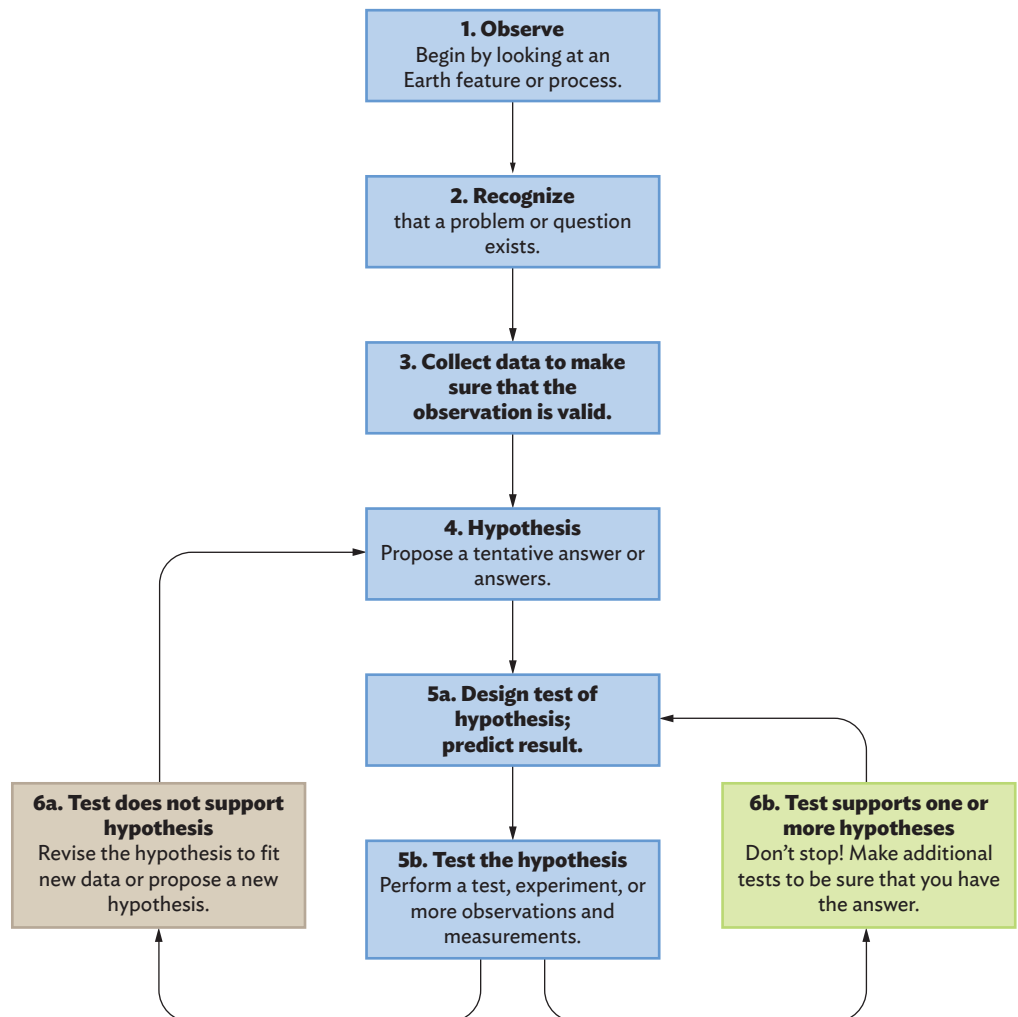 1. Observe
Begin by looking at an
Earth feature or process.
2. Recognize
that a problem or question
exists.
3. Collect data to make
sure that the
observation is valid.
4. Hypothesis
Propose a tentative answer or
answers.
5a. Design test of
hypothesis;
predict result.
6a. Test does not support
hypothesis
Revise the hypothesis to fit
new data or propose a new
hypothesis.
5b. Test the hypothesis
Perform a test, experiment, or
more observations and
measurements.
6b. Test supports one or
more hypotheses
Don’t stop! Make additional
tests to be sure that you have
the answer.